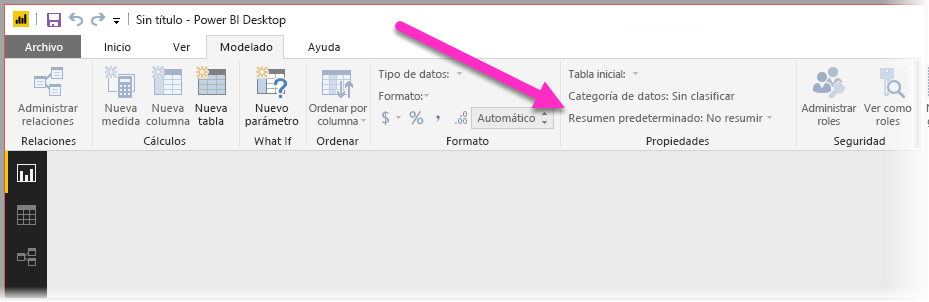 Sin título - Power BI Desktop
Archivo Inicio Ver Modelado Ayuda
Administrar relaciones
Nueva medida
Nueva columna
Nueva tabla
Nuevo parámetro
Ordenar por columna
Tipo de datos:
Formato:
$ % , .00 Automático
Tabla inicial:
Categoría de datos: Sin clasificar
Resumen predeterminado: No resumir
Administrar roles
Ver como roles
Relaciones Cálculos What If Ordenar Formato Propiedades Seguridad